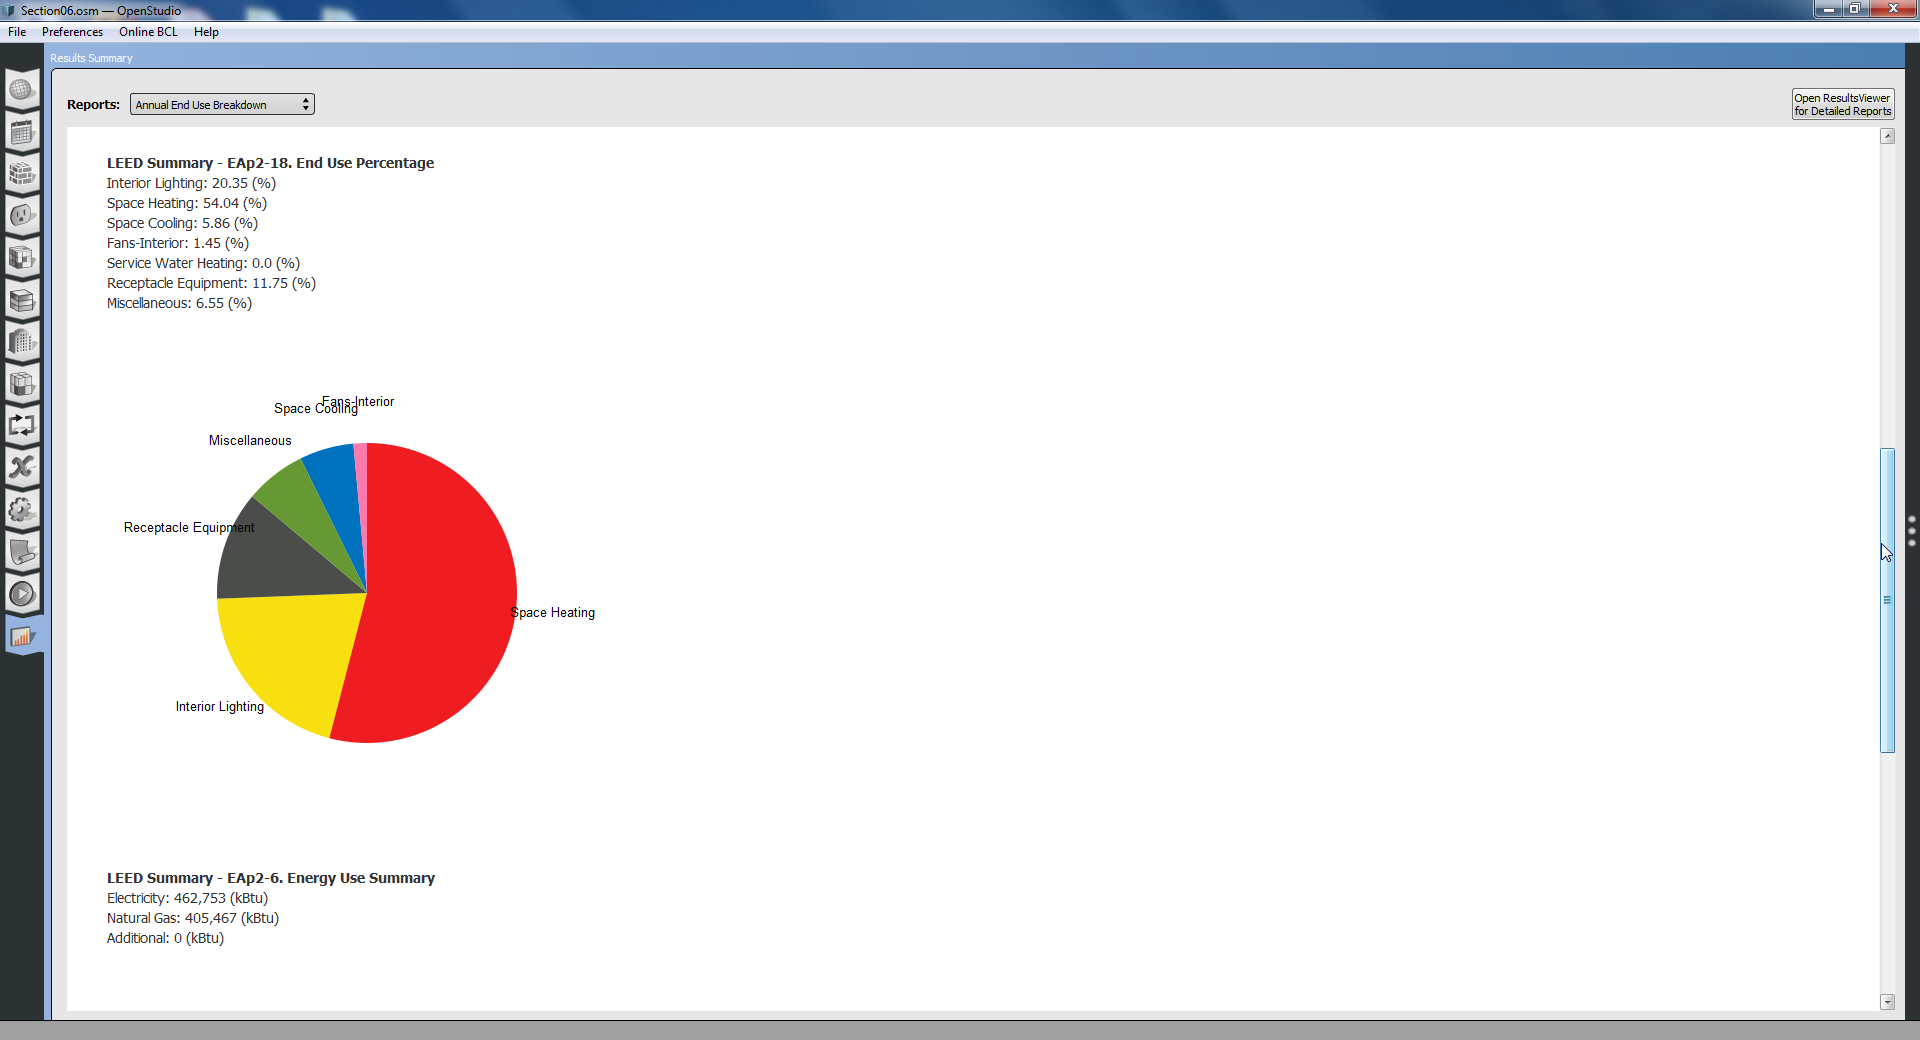 Section06.osm — OpenStudio
File Preferences Online BCL Help
Results Summary
Reports: Annual End Use Breakdown
Open ResultsViewer
for Detailed Reports
LEED Summary - EAp2-18. End Use Percentage
Interior Lighting: 20.35 (%)
Space Heating: 54.04 (%)
Space Cooling: 5.86 (%)
Fans-Interior: 1.45 (%)
Service Water Heating: 0.0 (%)
Receptacle Equipment: 11.75 (%)
Miscellaneous: 6.55 (%)
Fans-Interior
Space Cooling
Miscellaneous
Receptacle Equipment
Space Heating
Interior Lighting
LEED Summary - EAp2-6. Energy Use Summary
Electricity: 462,753 (kBtu)
Natural Gas: 405,467 (kBtu)
Additional: 0 (kBtu)